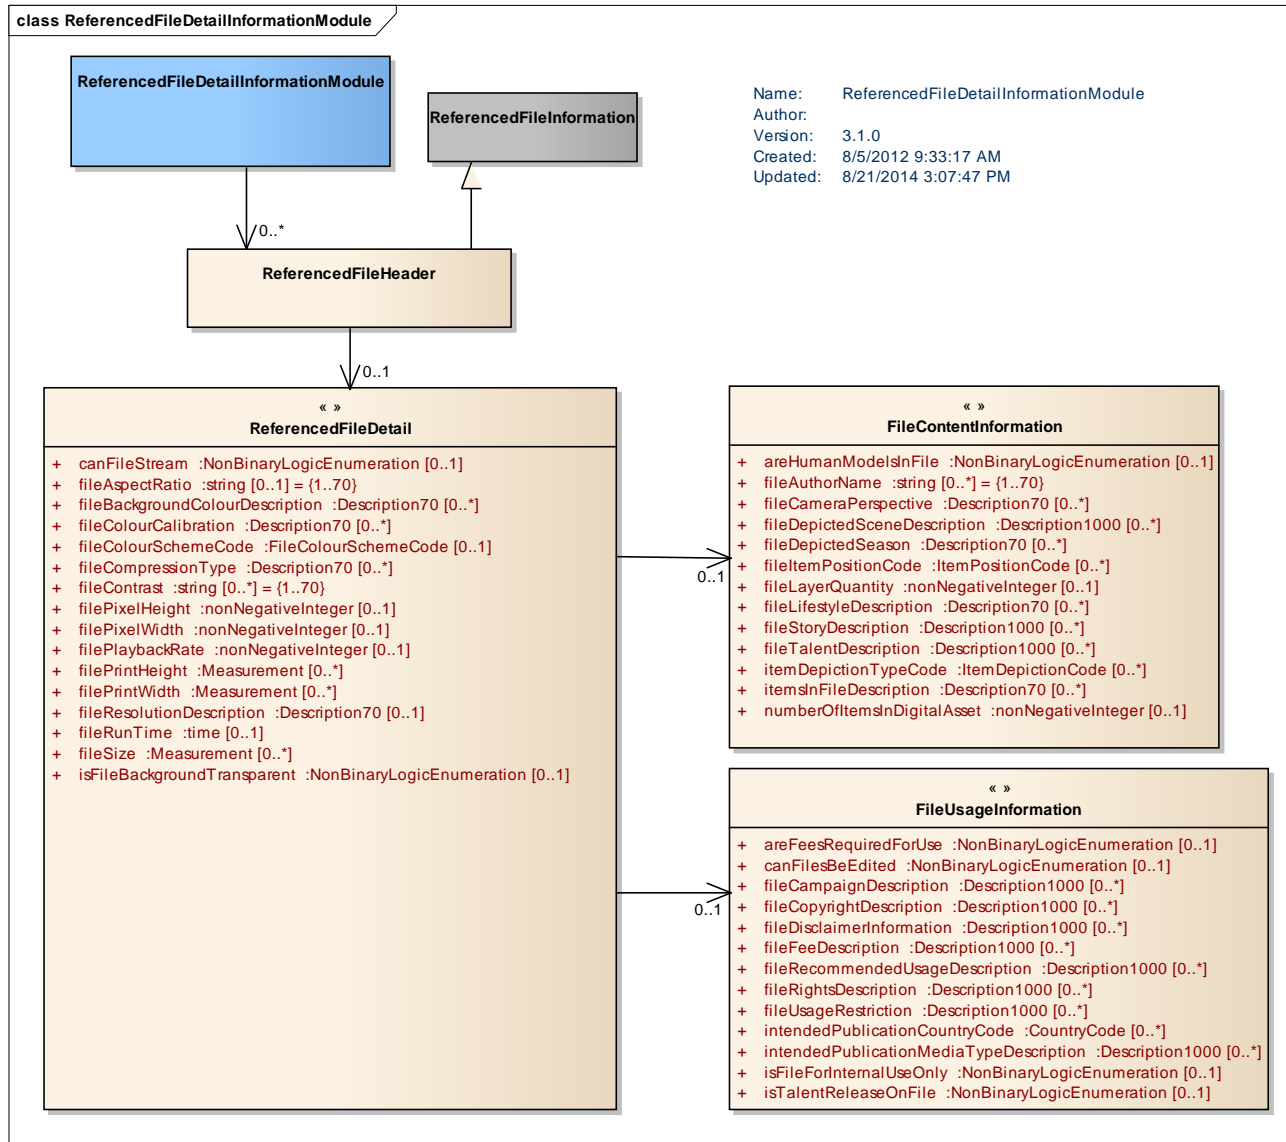 class ReferencedFileDetailInformationModule
ReferencedFileDetailInformationModule
ReferencedFileInformation
Name: ReferencedFileDetailInformationModule
Author:
Version: 3.1.0
Created: 8/5/2012 9:33:17 AM
Updated: 8/21/2014 3:07:47 PM
0..*
ReferencedFileHeader
0..1
« »
ReferencedFileDetail
+ canFileStream :NonBinaryLogicEnumeration [0..1]
+ fileAspectRatio :string [0..1] = {1..70}
+ fileBackgroundColourDescription :Description70 [0..*]
+ fileColourCalibration :Description70 [0..*]
+ fileColourSchemeCode :FileColourSchemeCode [0..1]
+ fileCompressionType :Description70 [0..*]
+ fileContrast :string [0..*] = {1..70}
+ filePixelHeight :nonNegativeInteger [0..1]
+ filePixelWidth :nonNegativeInteger [0..1]
+ filePlaybackRate :nonNegativeInteger [0..1]
+ filePrintHeight :Measurement [0..*]
+ filePrintWidth :Measurement [0..*]
+ fileResolutionDescription :Description70 [0..1]
+ fileRunTime :time [0..1]
+ fileSize :Measurement [0..*]
+ isFileBackgroundTransparent :NonBinaryLogicEnumeration [0..1]
0..1
« »
FileContentInformation
+ areHumanModelsInFile :NonBinaryLogicEnumeration [0..1]
+ fileAuthorName :string [0..*] = {1..70}
+ fileCameraPerspective :Description70 [0..*]
+ fileDepictedSceneDescription :Description1000 [0..*]
+ fileDepictedSeason :Description70 [0..*]
+ fileItemPositionCode :ItemPositionCode [0..*]
+ fileLayerQuantity :nonNegativeInteger [0..1]
+ fileLifestyleDescription :Description70 [0..*]
+ fileStoryDescription :Description1000 [0..*]
+ fileTalentDescription :Description1000 [0..*]
+ itemDepictionTypeCode :ItemDepictionCode [0..*]
+ itemsInFileDescription :Description70 [0..*]
+ numberOfItemsInDigitalAsset :nonNegativeInteger [0..1]
0..1
« »
FileUsageInformation
+ areFeesRequiredForUse :NonBinaryLogicEnumeration [0..1]
+ canFilesBeEdited :NonBinaryLogicEnumeration [0..1]
+ fileCampaignDescription :Description1000 [0..*]
+ fileCopyrightDescription :Description1000 [0..*]
+ fileDisclaimerInformation :Description1000 [0..*]
+ fileFeeDescription :Description1000 [0..*]
+ fileRecommendedUsageDescription :Description1000 [0..*]
+ fileRightsDescription :Description1000 [0..*]
+ fileUsageRestriction :Description1000 [0..*]
+ intendedPublicationCountryCode :CountryCode [0..*]
+ intendedPublicationMediaTypeDescription :Description1000 [0..*]
+ isFileForInternalUseOnly :NonBinaryLogicEnumeration [0..1]
+ isTalentReleaseOnFile :NonBinaryLogicEnumeration [0..1]